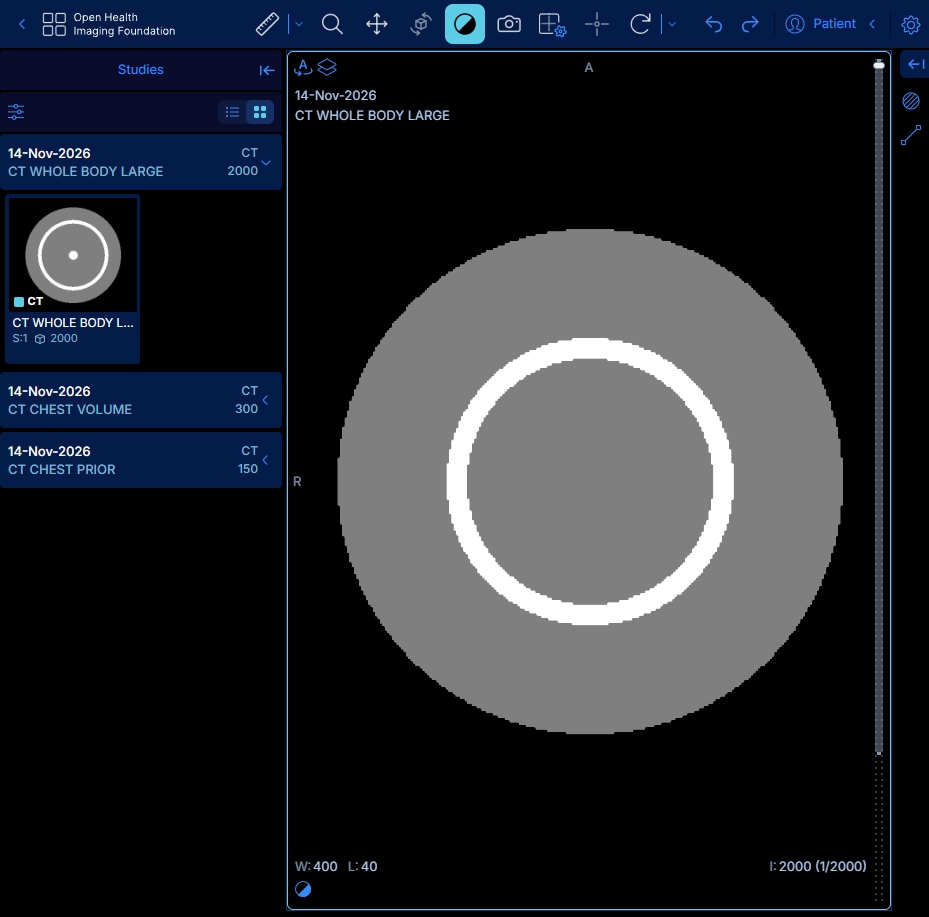 Open Health
Imaging Foundation
Patient
Studies
14-Nov-2026
CT
CT WHOLE BODY LARGE
2000
CT
CT WHOLE BODY L...
S:1
2000
14-Nov-2026
CT
CT CHEST VOLUME
300
14-Nov-2026
CT
CT CHEST PRIOR
150
A
A
14-Nov-2026
CT WHOLE BODY LARGE
R
W: 400 L: 40
I: 2000 (1/2000)